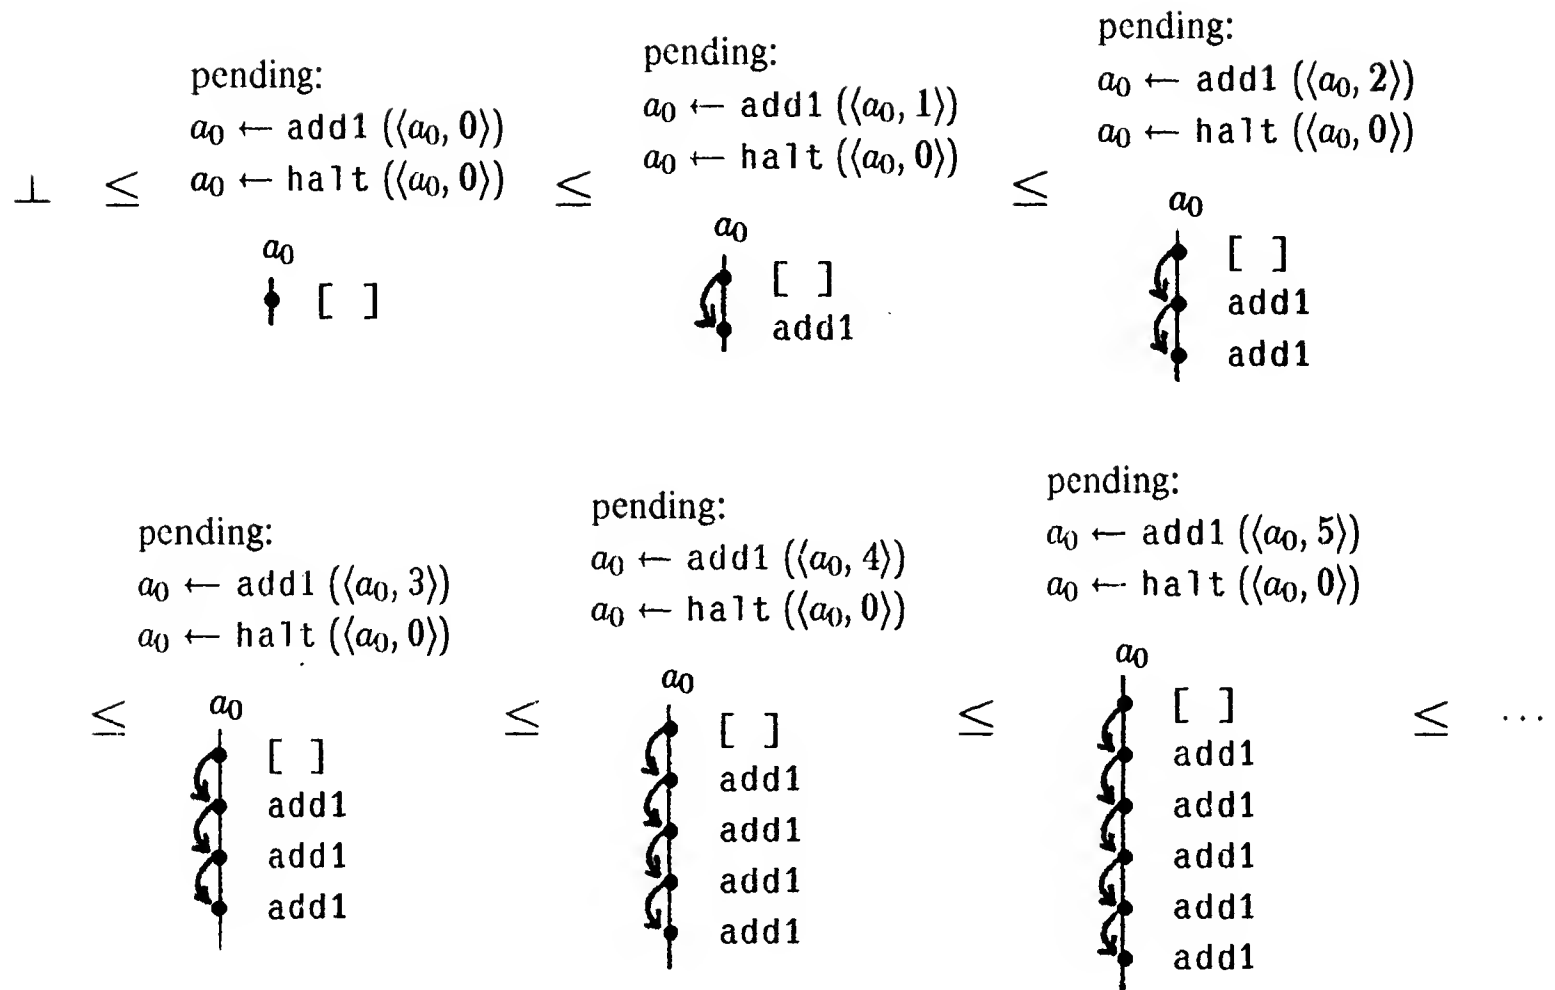 ⊥ ≤
pending:
a₀ ← add1 (⟨a₀, 0⟩)
a₀ ← halt (⟨a₀, 0⟩)
a₀
[ ]
≤
pending:
a₀ ← add1 (⟨a₀, 1⟩)
a₀ ← halt (⟨a₀, 0⟩)
a₀
[ ]
add1
≤
pending:
a₀ ← add1 (⟨a₀, 2⟩)
a₀ ← halt (⟨a₀, 0⟩)
a₀
[ ]
add1
add1
≤
pending:
a₀ ← add1 (⟨a₀, 3⟩)
a₀ ← halt (⟨a₀, 0⟩)
a₀
[ ]
add1
add1
add1
≤
pending:
a₀ ← add1 (⟨a₀, 4⟩)
a₀ ← halt (⟨a₀, 0⟩)
a₀
[ ]
add1
add1
add1
add1
≤
pending:
a₀ ← add1 (⟨a₀, 5⟩)
a₀ ← halt (⟨a₀, 0⟩)
a₀
[ ]
add1
add1
add1
add1
add1
≤ ⋯